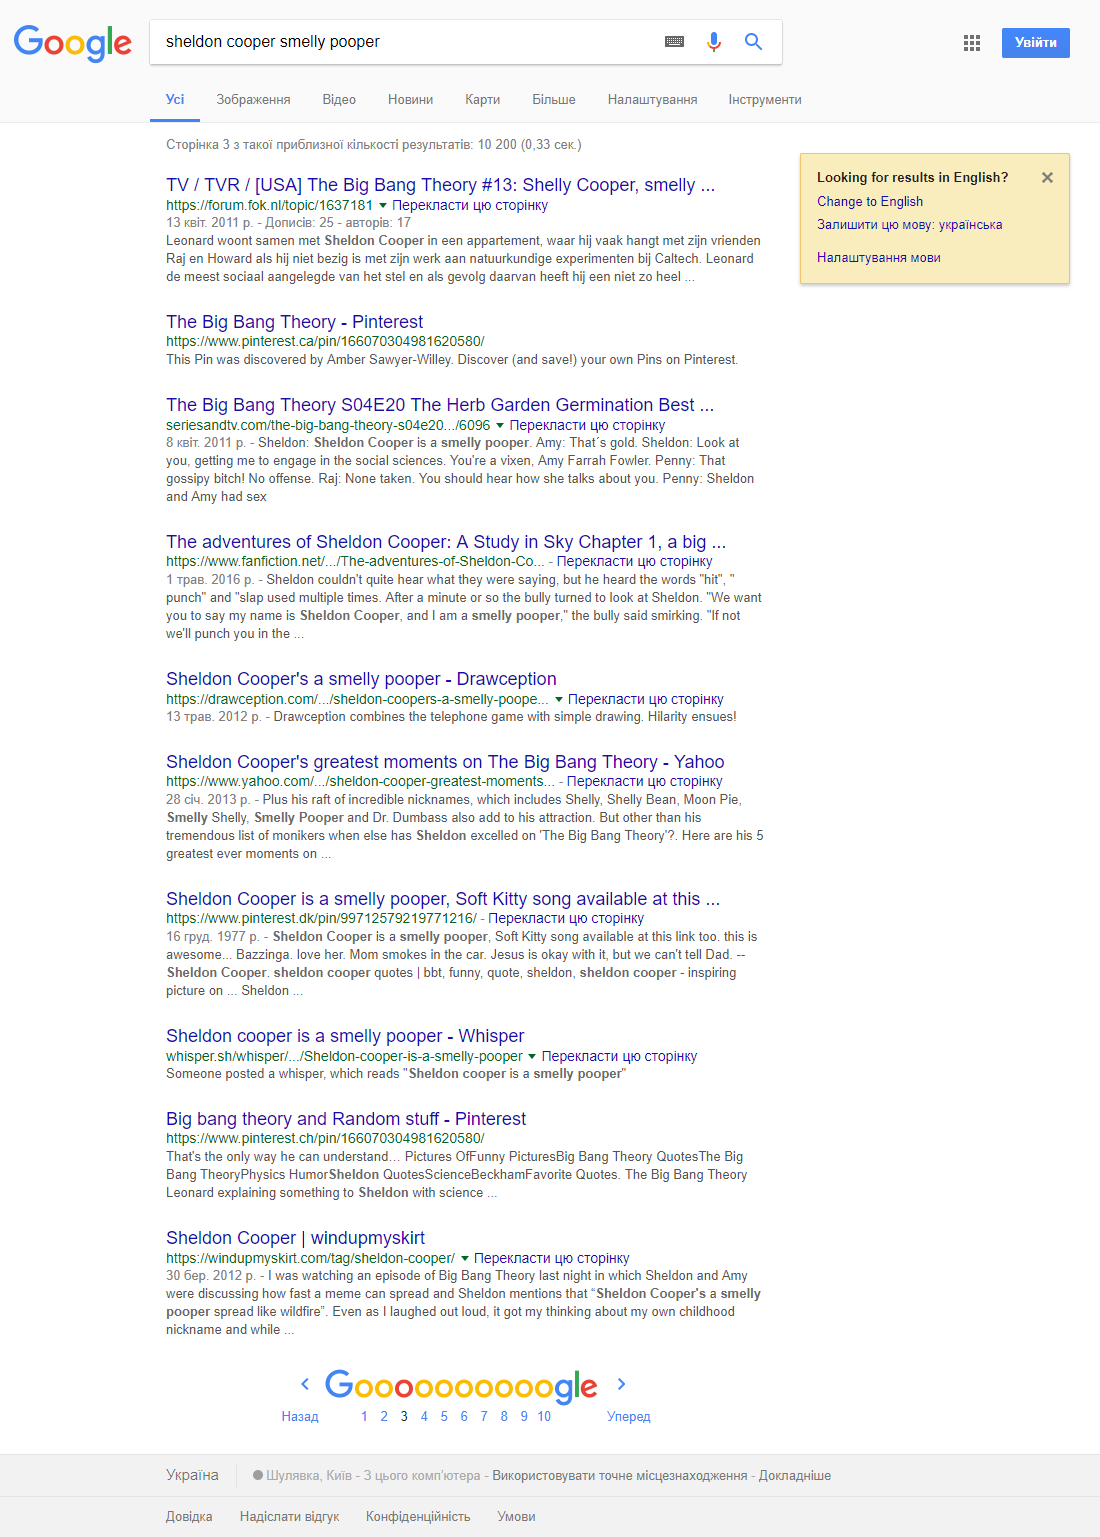 Google
sheldon cooper smelly pooper
Увійти
Усі Зображення Відео Новини Карти Більше Налаштування Інструменти
Сторінка 3 з такої приблизної кількості результатів: 10 200 (0,33 сек.)
Looking for results in English?
Change to English
Залишити цю мову: українська
Налаштування мови
TV / TVR / [USA] The Big Bang Theory #13: Shelly Cooper, smelly ...
https://forum.fok.nl/topic/1637181 Перекласти цю сторінку
13 квіт. 2011 р. - Дописів: 25 - авторів: 17
Leonard woont samen met Sheldon Cooper in een appartement, waar hij vaak hangt met zijn vrienden
Raj en Howard als hij niet bezig is met zijn werk aan natuurkundige experimenten bij Caltech. Leonard
de meest sociaal aangelegde van het stel en als gevolg daarvan heeft hij een niet zo heel ...
The Big Bang Theory - Pinterest
https://www.pinterest.ca/pin/166070304981620580/
This Pin was discovered by Amber Sawyer-Willey. Discover (and save!) your own Pins on Pinterest.
The Big Bang Theory S04E20 The Herb Garden Germination Best ...
seriesandtv.com/the-big-bang-theory-s04e20.../6096 Перекласти цю сторінку
8 квіт. 2011 р. - Sheldon: Sheldon Cooper is a smelly pooper. Amy: That´s gold. Sheldon: Look at
you, getting me to engage in the social sciences. You're a vixen, Amy Farrah Fowler. Penny: That
gossipy bitch! No offense. Raj: None taken. You should hear how she talks about you. Penny: Sheldon
and Amy had sex
The adventures of Sheldon Cooper: A Study in Sky Chapter 1, a big ...
https://www.fanfiction.net/.../The-adventures-of-Sheldon-Co... - Перекласти цю сторінку
1 трав. 2016 р. - Sheldon couldn't quite hear what they were saying, but he heard the words "hit", "
punch" and "slap used multiple times. After a minute or so the bully turned to look at Sheldon. "We want
you to say my name is Sheldon Cooper, and I am a smelly pooper," the bully said smirking. "If not
we'll punch you in the ...
Sheldon Cooper's a smelly pooper - Drawception
https://drawception.com/.../sheldon-coopers-a-smelly-poope... Перекласти цю сторінку
13 трав. 2012 р. - Drawception combines the telephone game with simple drawing. Hilarity ensues!
Sheldon Cooper's greatest moments on The Big Bang Theory - Yahoo
https://www.yahoo.com/.../sheldon-cooper-greatest-moments... - Перекласти цю сторінку
28 січ. 2013 р. - Plus his raft of incredible nicknames, which includes Shelly, Shelly Bean, Moon Pie,
Smelly Shelly, Smelly Pooper and Dr. Dumbass also add to his attraction. But other than his
tremendous list of monikers when else has Sheldon excelled on 'The Big Bang Theory'?. Here are his 5
greatest ever moments on ...
Sheldon Cooper is a smelly pooper, Soft Kitty song available at this ...
https://www.pinterest.dk/pin/99712579219771216/ - Перекласти цю сторінку
16 груд. 1977 р. - Sheldon Cooper is a smelly pooper, Soft Kitty song available at this link too. this is
awesome... Bazzinga. love her. Mom smokes in the car. Jesus is okay with it, but we can't tell Dad. --
Sheldon Cooper. sheldon cooper quotes | bbt, funny, quote, sheldon, sheldon cooper - inspiring
picture on ... Sheldon ...
Sheldon cooper is a smelly pooper - Whisper
whisper.sh/whisper/.../Sheldon-cooper-is-a-smelly-pooper Перекласти цю сторінку
Someone posted a whisper, which reads "Sheldon cooper is a smelly pooper"
Big bang theory and Random stuff - Pinterest
https://www.pinterest.ch/pin/166070304981620580/
That's the only way he can understand… Pictures OfFunny PicturesBig Bang Theory QuotesThe Big
Bang TheoryPhysics HumorSheldon QuotesScienceBeckhamFavorite Quotes. The Big Bang Theory
Leonard explaining something to Sheldon with science ...
Sheldon Cooper | windupmyskirt
https://windupmyskirt.com/tag/sheldon-cooper/ Перекласти цю сторінку
30 бер. 2012 р. - I was watching an episode of Big Bang Theory last night in which Sheldon and Amy
were discussing how fast a meme can spread and Sheldon mentions that “Sheldon Cooper's a smelly
pooper spread like wildfire”. Even as I laughed out loud, it got my thinking about my own childhood
nickname and while ...
Goooooooooogle
Назад 1 2 3 4 5 6 7 8 9 10 Уперед
Україна Шулявка, Київ - З цього комп'ютера - Використовувати точне місцезнаходження - Докладніше
Довідка Надіслати відгук Конфіденційність Умови